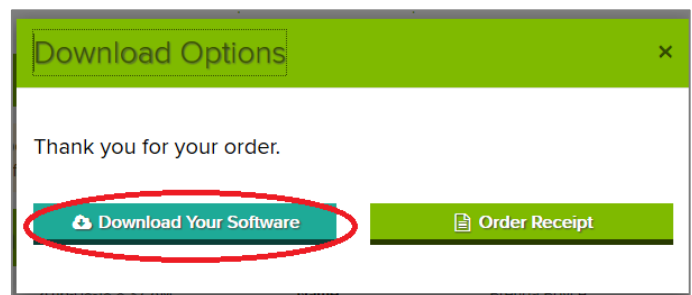 Download Options
×
Thank you for your order.
Download Your Software
Order Receipt